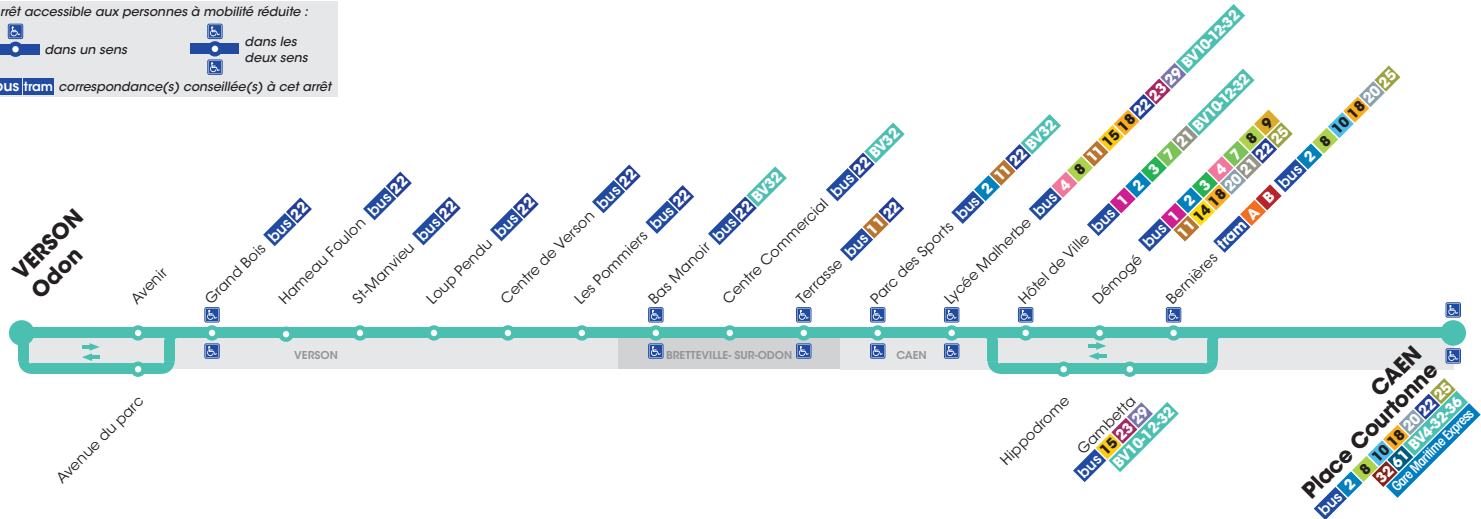 rrêt accessible aux personnes à mobilité réduite :
dans un sens
dans les
deux sens
bus tram correspondance(s) conseillée(s) à cet arrêt
VERSON
Odon
Avenir
Grand Bois bus 22
Hameau Foulon bus 22
St-Manvieu bus 22
Loup Pendu bus 22
Centre de Verson bus 22
Les Pommiers bus 22
Bas Manoir bus 22 BV32
Centre Commercial bus 22 BV32
Terrasse bus 11 22
Parc des Sports bus 2 11 22 BV32
Lycée Malherbe bus 4 8 11 15 18 22 23 29 BV10-12-32
Hôtel de Ville bus 1 2 3 7 21 BV10-12-32
Démogé bus 1 2 3 4 7 8 9
11 14 18 20 21 22 25
Bernières tram A B bus 2 8 10 18 20 25
VERSON
BRETTEVILLE- SUR-ODON
CAEN
Avenue du parc
Hippodrome
Gambetta
bus 15 23 29
BV10-12-32
CAEN
Place Courtonne
bus 2 8 10 18 20 22 25
32 61 BV4-32-36
Gare Maritime Express